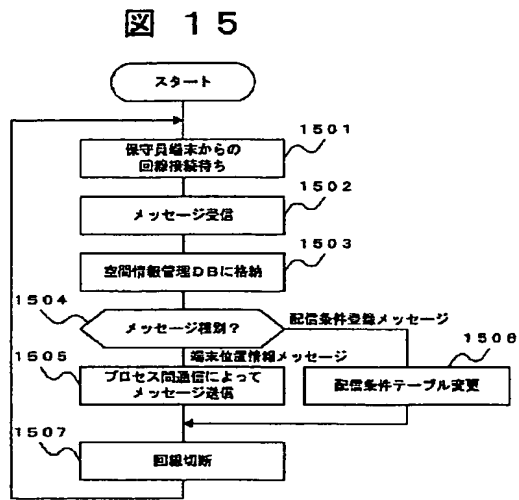 図 15
スタート
1501
保守員端末からの
回線接続待ち
1502
メッセージ受信
1503
空間情報管理DBに格納
1504
メッセージ種別?
配信条件登録メッセージ
端末位置情報メッセージ
1505
プロセス間通信によって
メッセージ送信
1506
配信条件テーブル変更
1507
回線切断